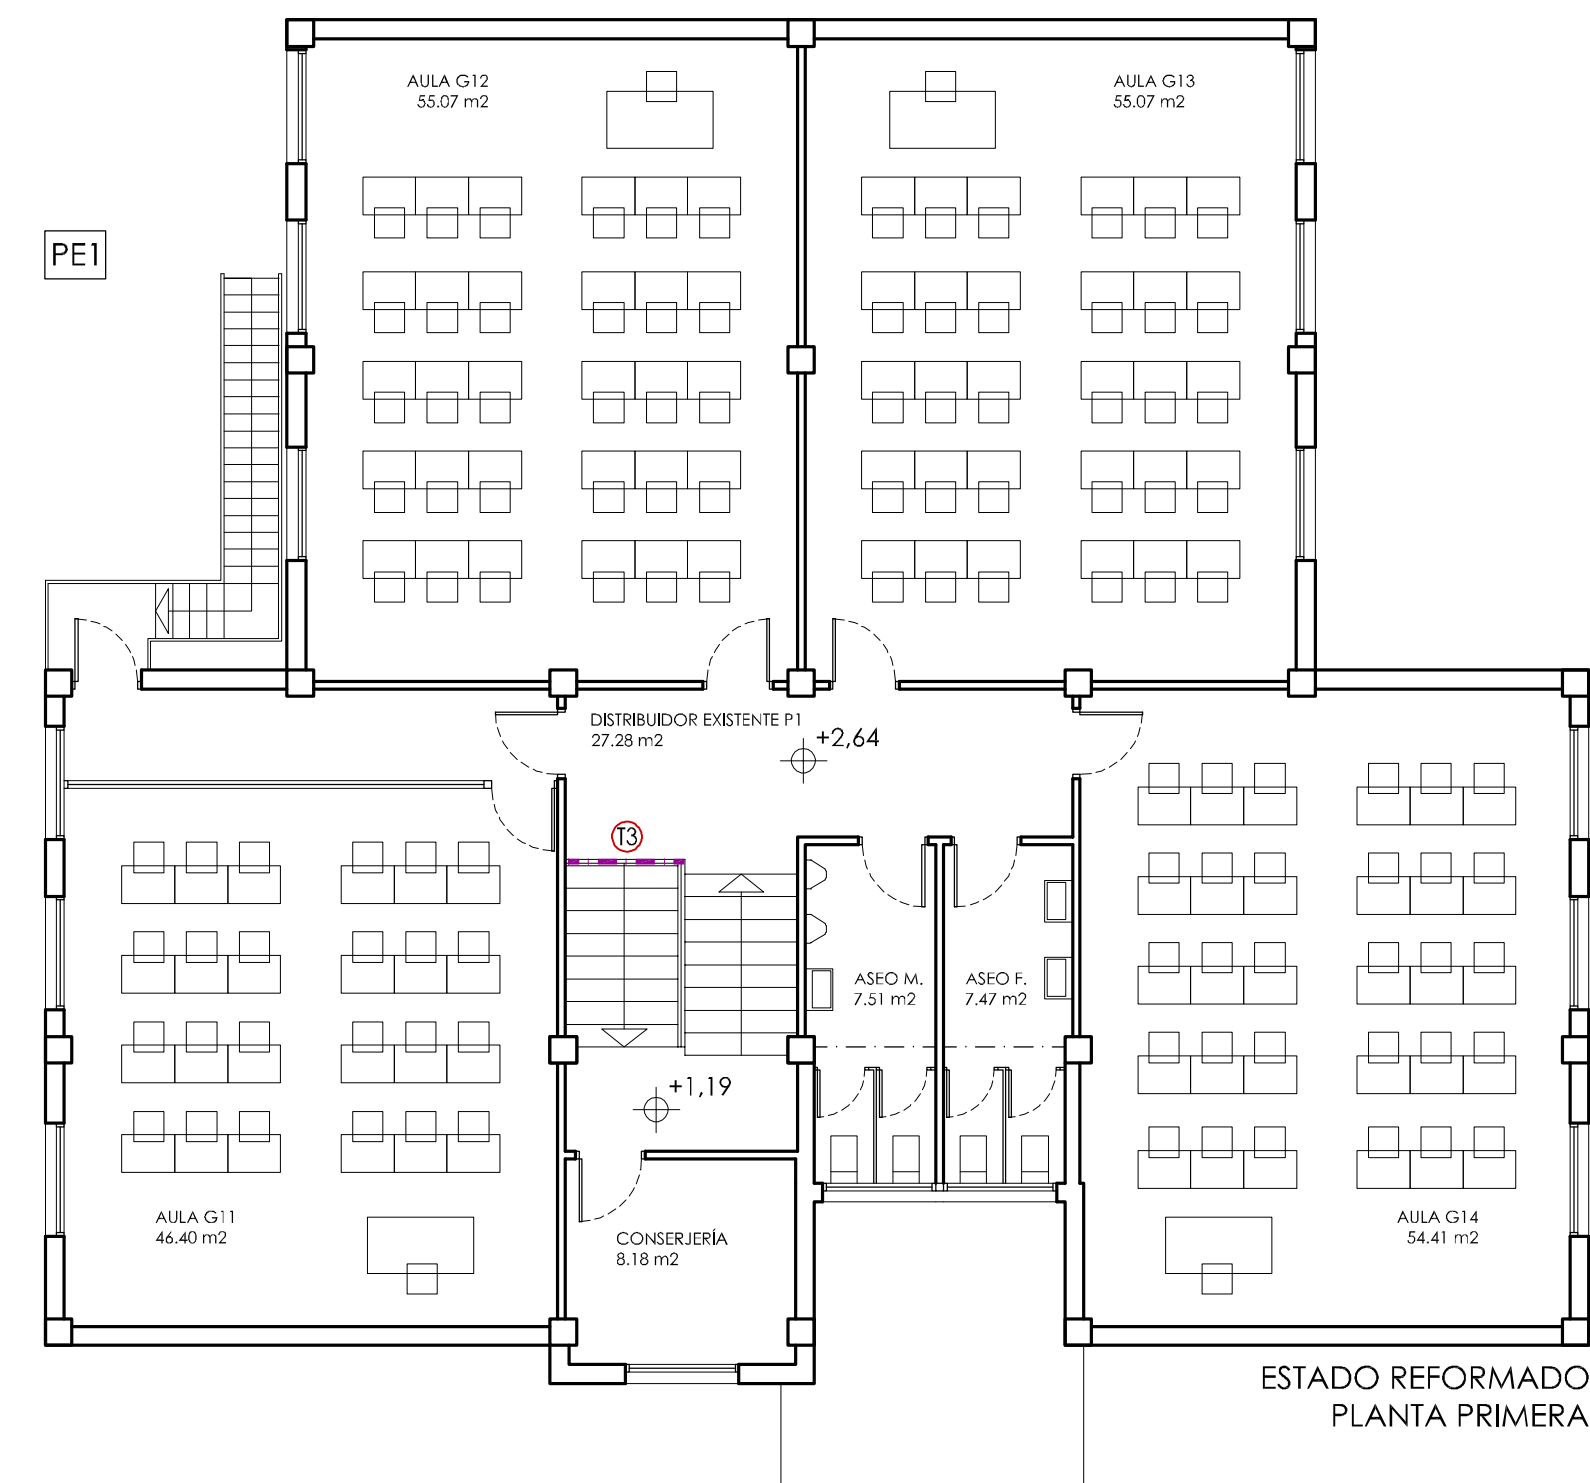 AULA G12
55.07 m2
AULA G13
55.07 m2
PE1
DISTRIBUIDOR EXISTENTE P1
27.28 m2
+2,64
T3
ASEO M.
7.51 m2
ASEO F.
7.47 m2
+1,19
AULA G11
46.40 m2
CONSERJERÍA
8.18 m2
AULA G14
54.41 m2
ESTADO REFORMADO
PLANTA PRIMERA